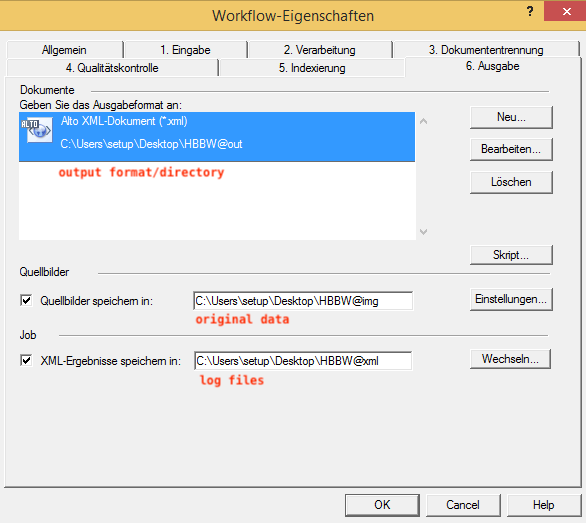 Workflow-Eigenschaften
?
Allgemein
1. Eingabe
2. Verarbeitung
3. Dokumententrennung
4. Qualitätskontrolle
5. Indexierung
6. Ausgabe
Dokumente
Geben Sie das Ausgabeformat an:
ALTO
Alto XML-Dokument (*.xml)
C:\Users\setup\Desktop\HBBW@out
output format/directory
Neu...
Bearbeiten...
Löschen
Skript...
Quellbilder
Quellbilder speichern in:
C:\Users\setup\Desktop\HBBW@img
Einstellungen...
original data
Job
XML-Ergebnisse speichern in:
C:\Users\setup\Desktop\HBBW@xml
Wechseln...
log files
OK
Cancel
Help